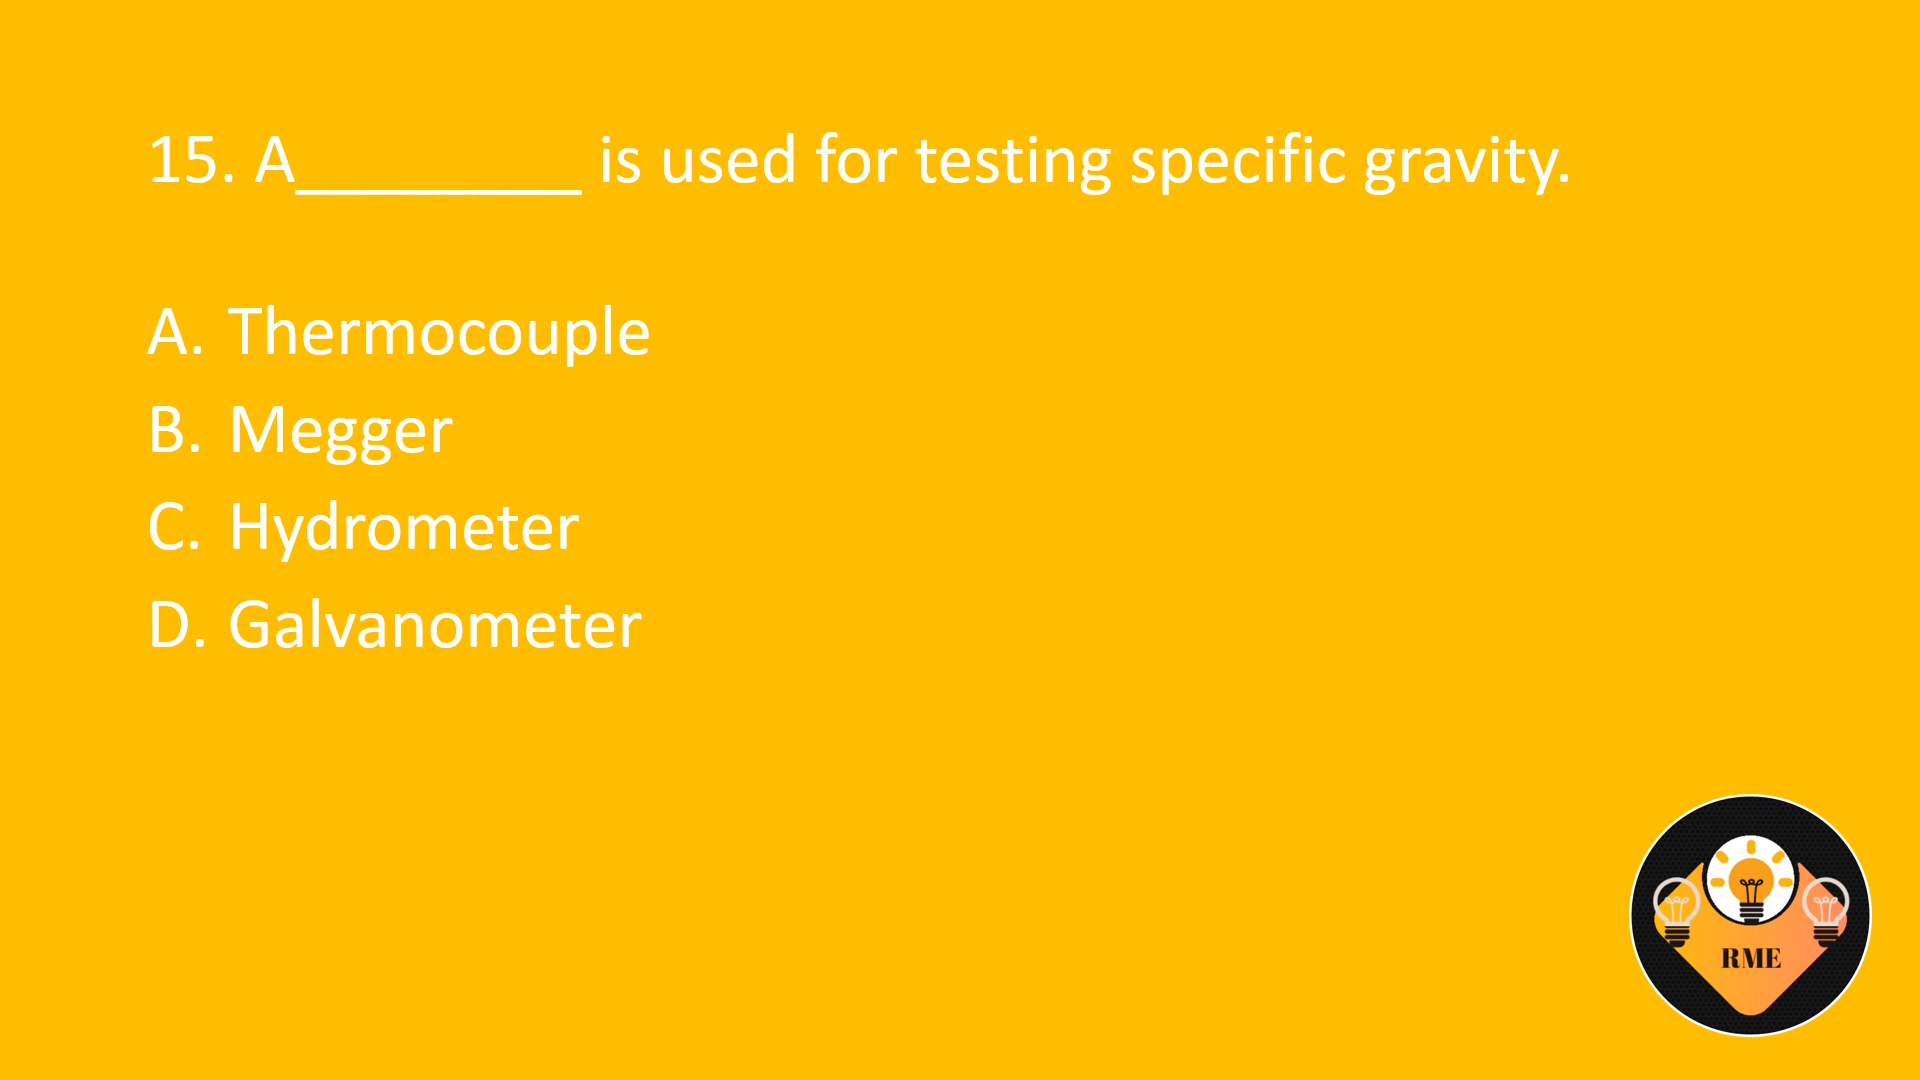 15. A________ is used for testing specific gravity.
A. Thermocouple
B. Megger
C. Hydrometer
D. Galvanometer
RME